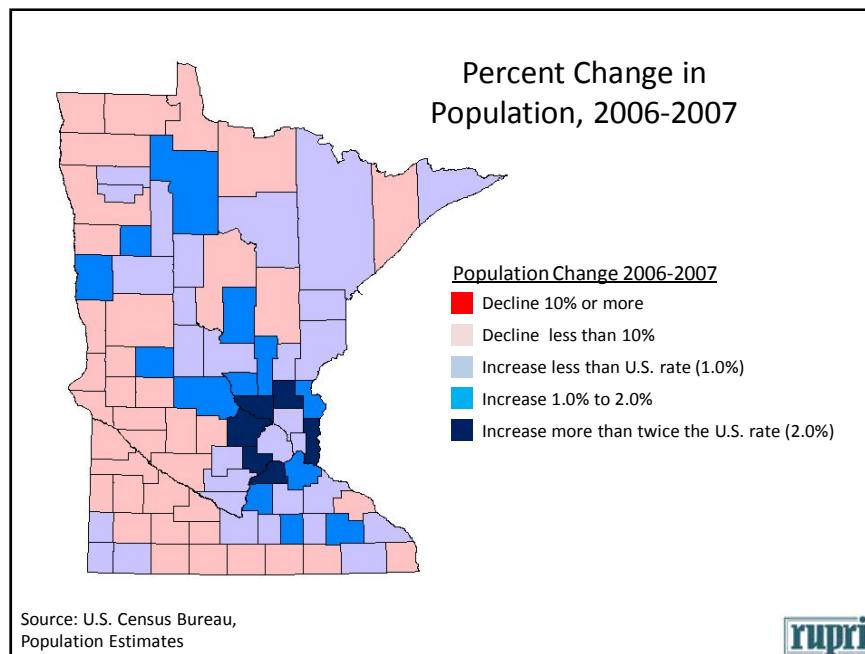 Percent Change in
Population, 2006-2007
Population Change 2006-2007
Decline 10% or more
Decline less than 10%
Increase less than U.S. rate (1.0%)
Increase 1.0% to 2.0%
Increase more than twice the U.S. rate (2.0%)
Source: U.S. Census Bureau,
Population Estimates
rupri